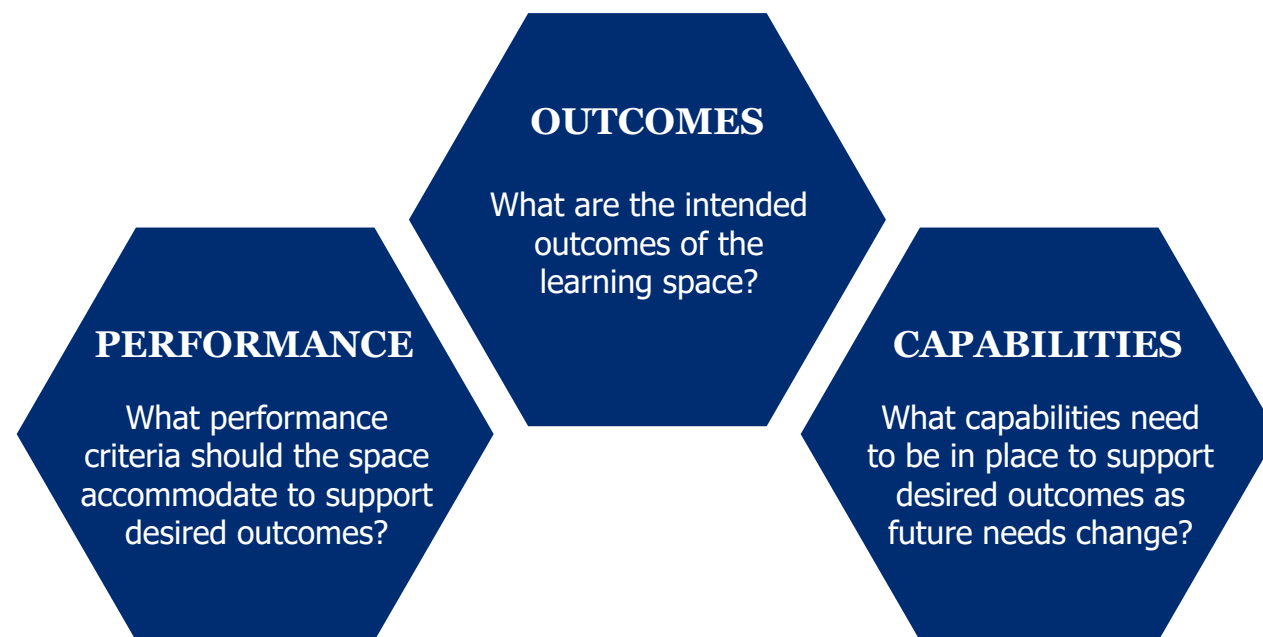 OUTCOMES
What are the intended
outcomes of the
learning space?
PERFORMANCE
What performance
criteria should the space
accommodate to support
desired outcomes?
CAPABILITIES
What capabilities need
to be in place to support
desired outcomes as
future needs change?